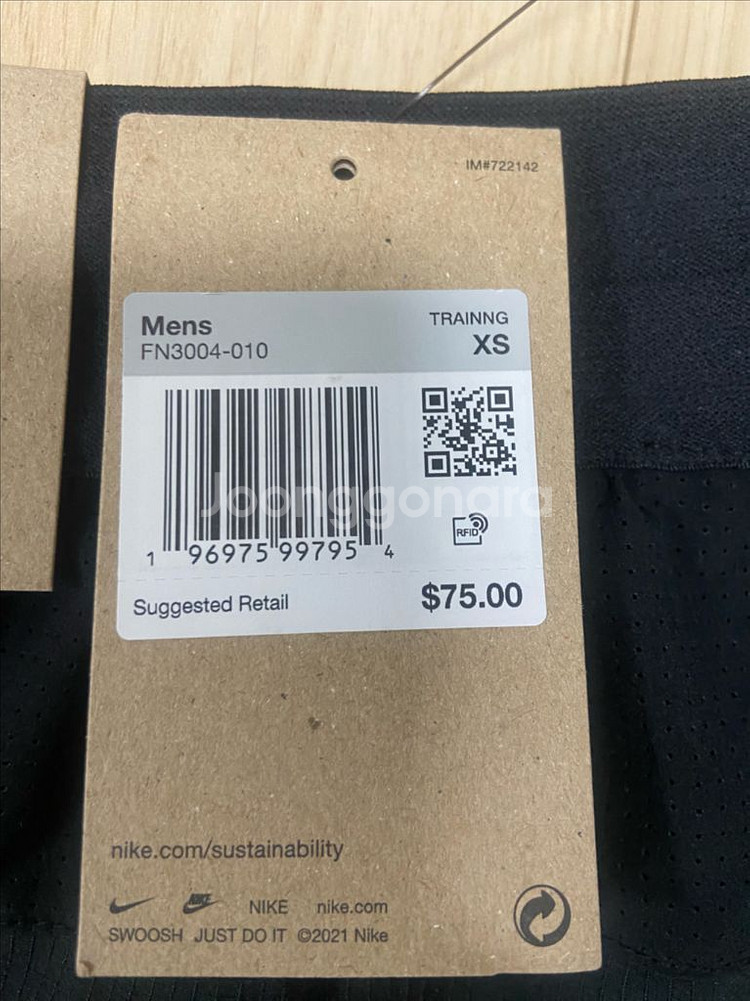 IM#722142
Mens
TRAINNG
FN3004-010
XS
Joonggonara
RFID
1 96975 99795 4
Suggested Retail
$75.00
nike.com/sustainability
NIKE NIKE nike.com
SWOOSH JUST DO IT ©2021 Nike